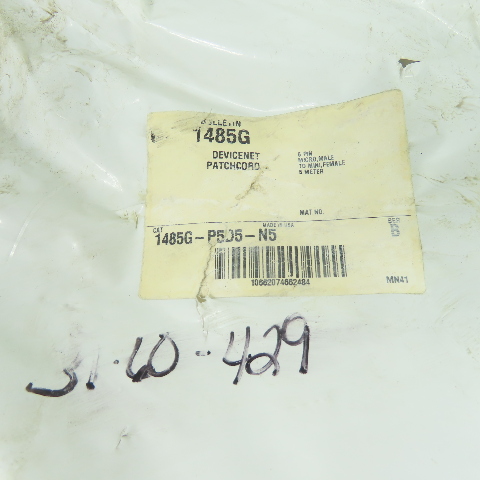 BULLETIN
1485G
DEVICENET
PATCHCORD
5 PIN
MICRO, MALE
TO MINI, FEMALE
5 METER
MAT NO.
CAT
MADE IN USA
1485G-P5D5-N5
10662074662484
MN41
31-60-429